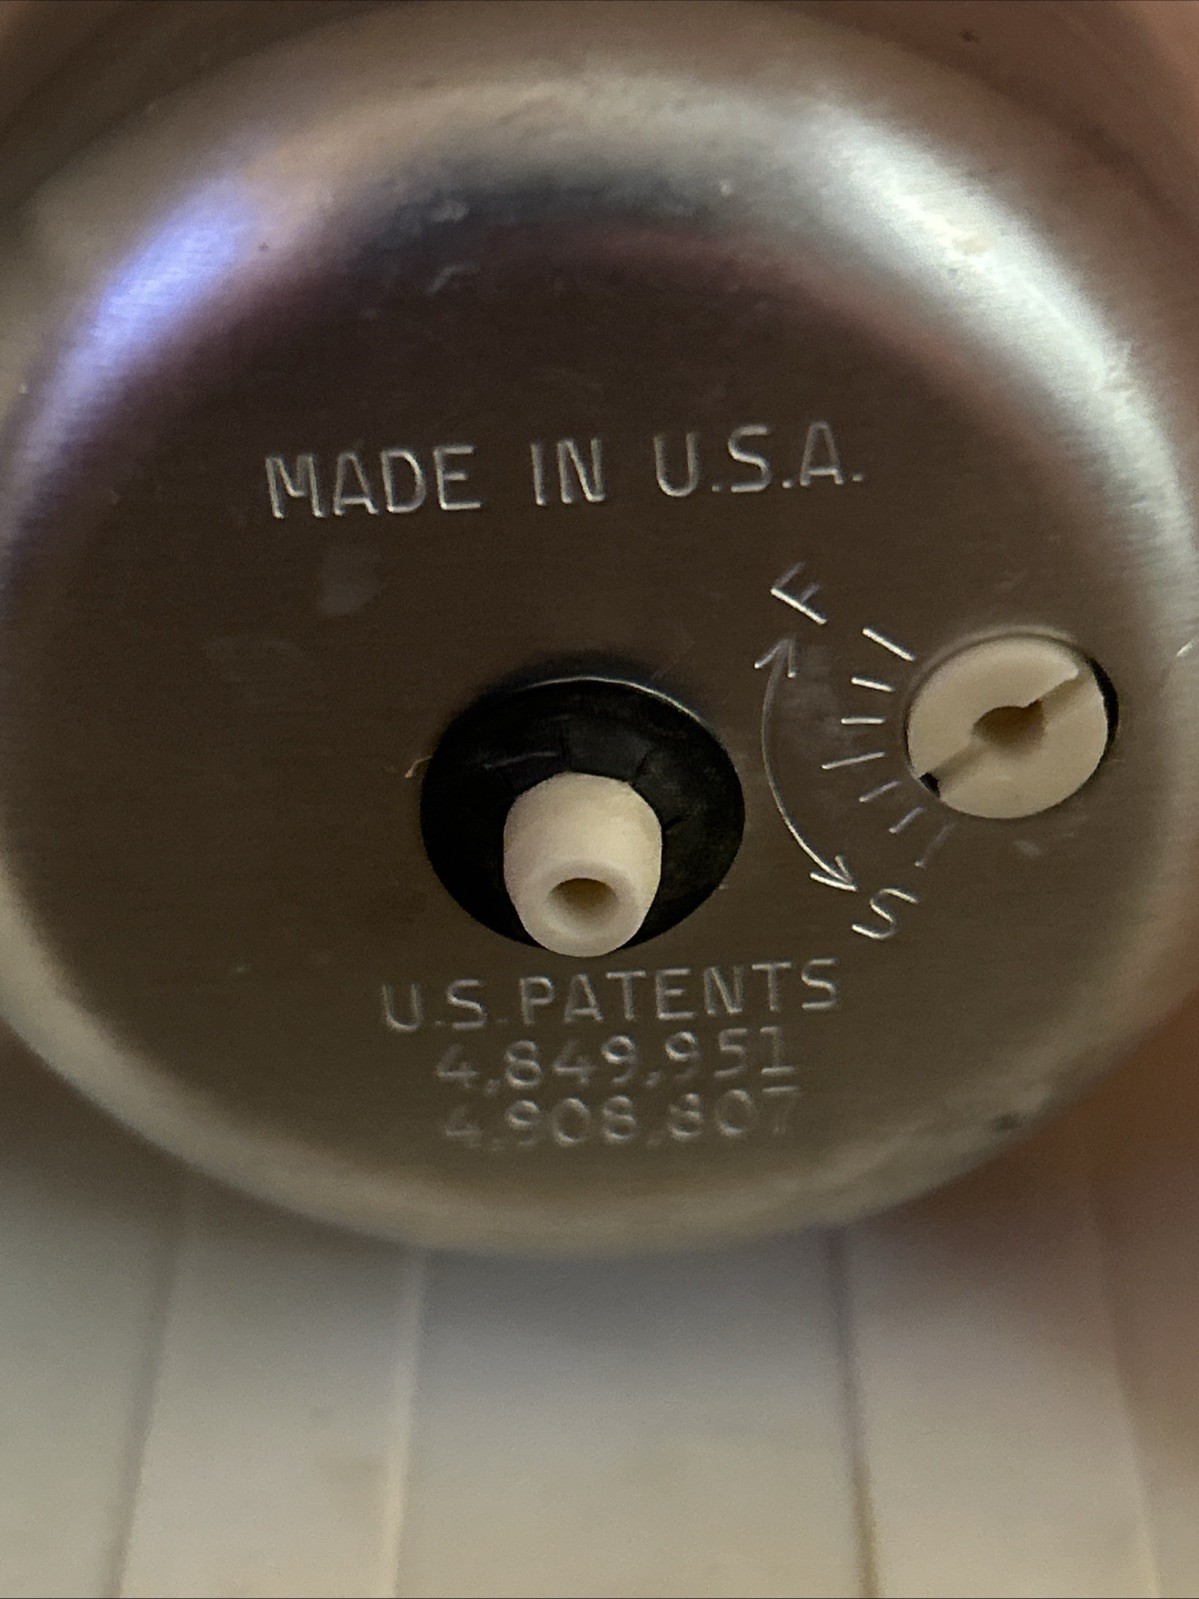 MADE IN U.S.A.
F
S
U.S. PATENTS
4,849,951
4,908,807